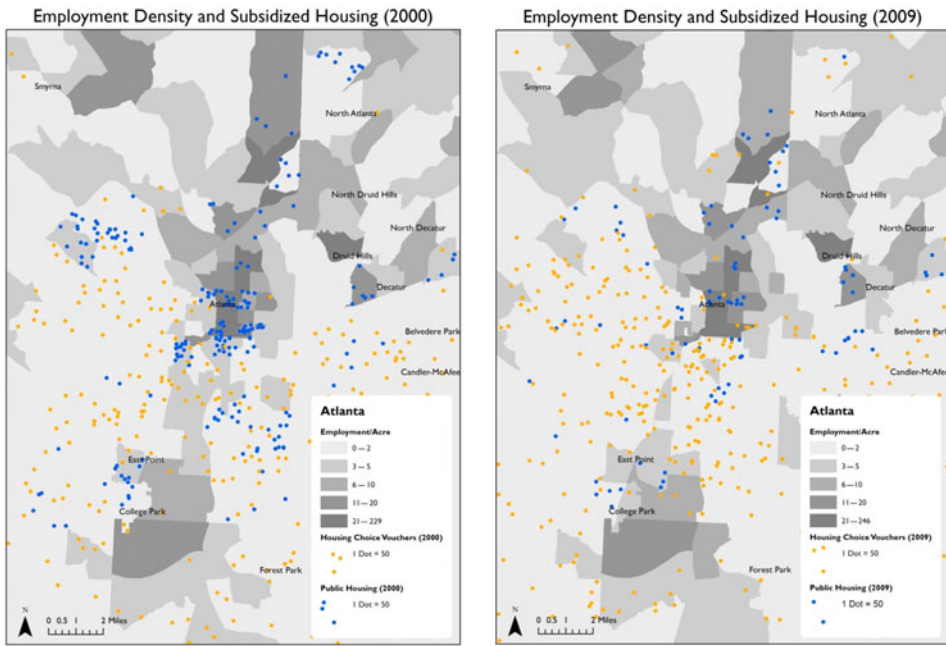 Employment Density and Subsidized Housing (2000)
Smyrna
North Atlanta
North Druid Hills
North Decatur
Druid Hills
Decatur
Atlanta
Belvedere Park
Candler-McAfee
East Point
College Park
Forest Park
Atlanta
Employment/Acre
0 — 2
3 — 5
6 — 10
11 — 20
21 — 229
Housing Choice Vouchers (2000)
1 Dot = 50
Public Housing (2000)
1 Dot = 50
N
0 0.5 1 2 Miles
Employment Density and Subsidized Housing (2009)
Smyrna
North Atlanta
North Druid Hills
North Decatur
Druid Hills
Decatur
Atlanta
Belvedere Park
Candler-McAfee
East Point
College Park
Forest Park
Atlanta
Employment/Acre
0 — 2
3 — 5
6 — 10
11 — 20
21 — 246
Housing Choice Vouchers (2009)
1 Dot = 50
Public Housing (2009)
1 Dot = 50
N
0 0.5 1 2 Miles